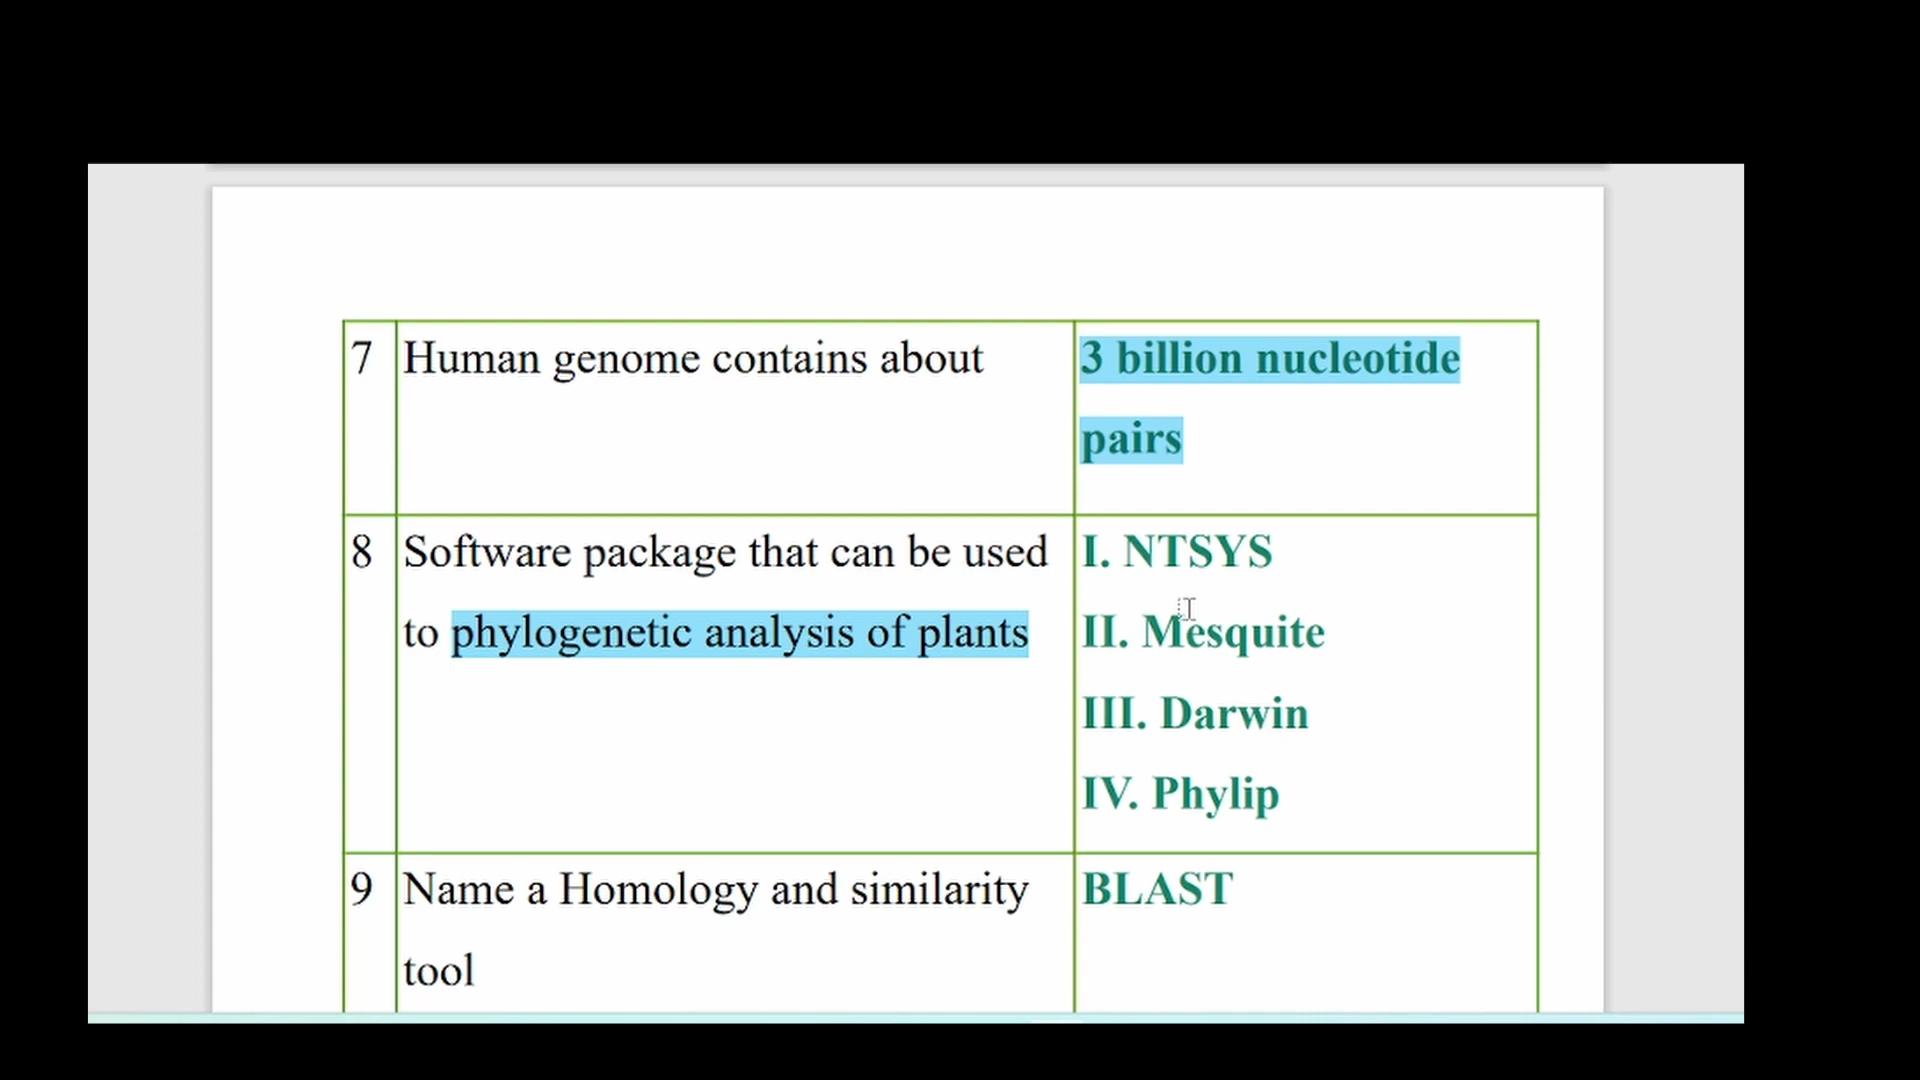 7 Human genome contains about 3 billion nucleotide
pairs
8 Software package that can be used I. NTSYS
to phylogenetic analysis of plants II. Mesquite
III. Darwin
IV. Phylip
9 Name a Homology and similarity BLAST
tool